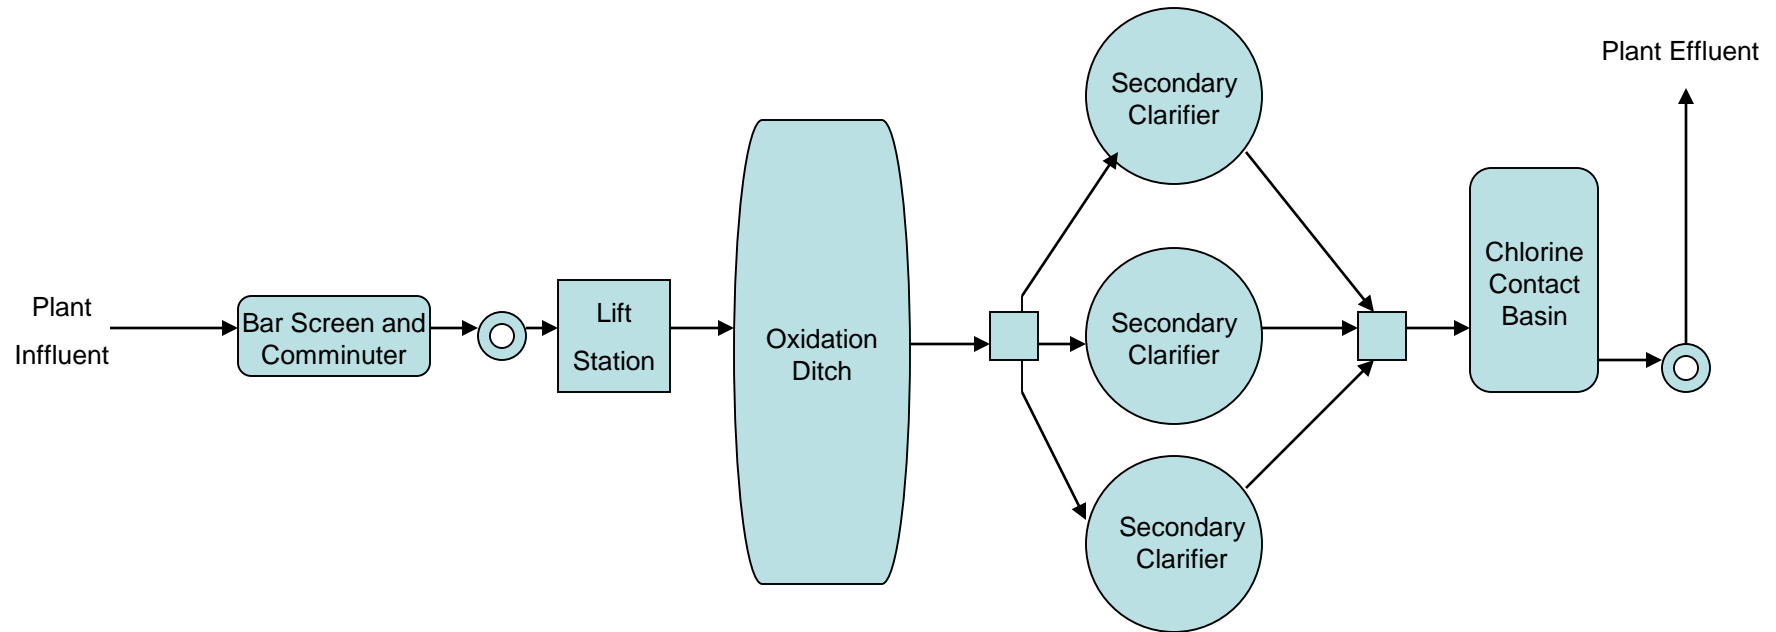 Plant
Inffluent
Bar Screen and
Comminuter
Lift
Station
Oxidation
Ditch
Secondary
Clarifier
Secondary
Clarifier
Secondary
Clarifier
Chlorine
Contact
Basin
Plant Effluent